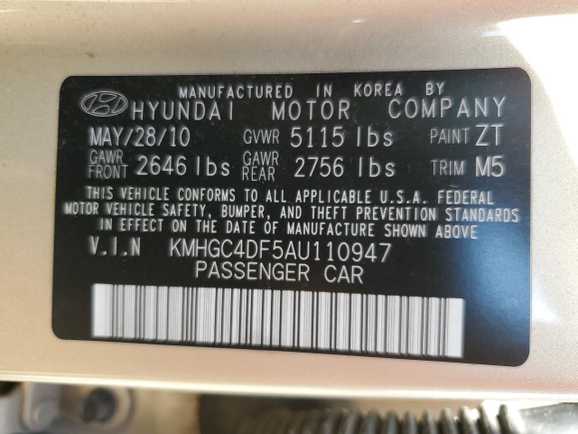 MANUFACTURED IN KOREA BY
HYUNDAI MOTOR COMPANY
MAY/28/10 GVWR 5115 lbs PAINT ZT
GAWR FRONT 2646 lbs GAWR REAR 2756 lbs TRIM M5
THIS VEHICLE CONFORMS TO ALL APPLICABLE U.S.A. FEDERAL
MOTOR VEHICLE SAFETY, BUMPER, AND THEFT PREVENTION STANDARDS
IN EFFECT ON THE DATE OF MANUFACTURE SHOWN ABOVE
V.I.N KMHGC4DF5AU110947
PASSENGER CAR